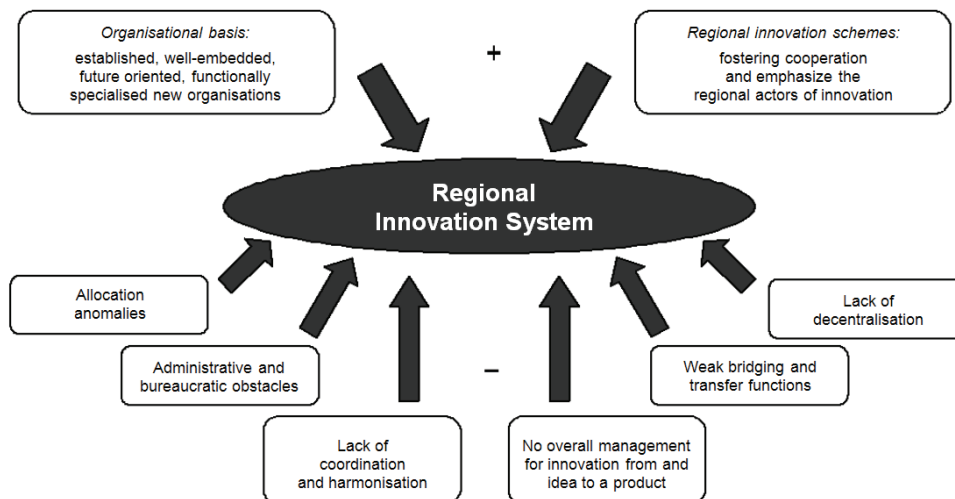 Organisational basis:
established, well-embedded,
future oriented, functionally
specialised new organisations
+
Regional innovation schemes:
fostering cooperation
and emphasize the
regional actors of innovation
Regional
Innovation System
Allocation
anomalies
Administrative and
bureaucratic obstacles
Lack of
coordination
and harmonisation
–
No overall management
for innovation from and
idea to a product
Weak bridging and
transfer functions
Lack of
decentralisation